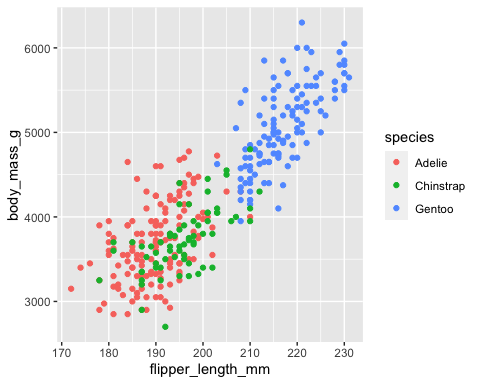 6000
5000
4000
3000
body_mass_g
170 180 190 200 210 220 230
flipper_length_mm
species
Adelie
Chinstrap
Gentoo